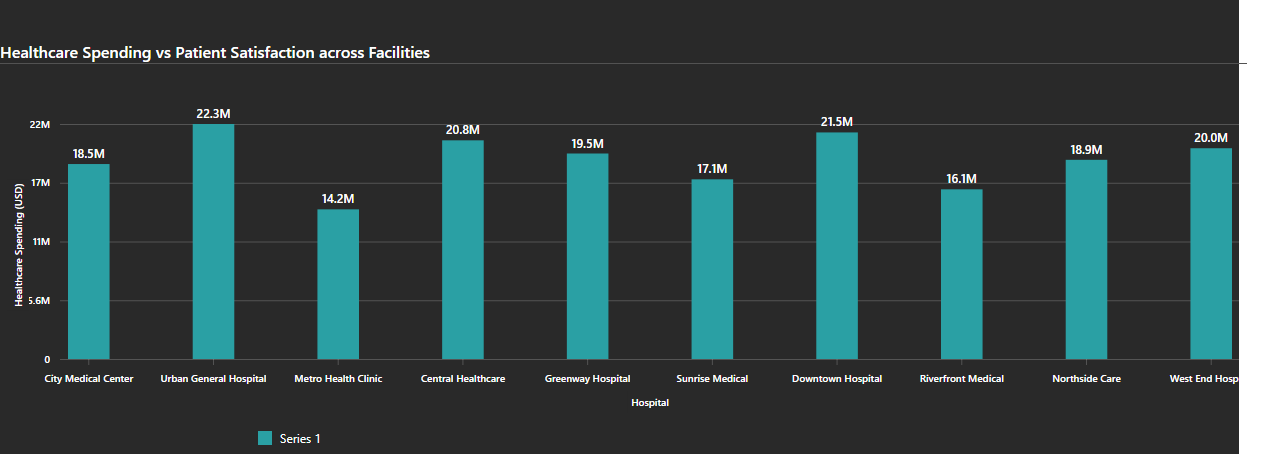 Healthcare Spending vs Patient Satisfaction across Facilities
22.3M
22M
20.8M
21.5M
20.0M
18.5M
19.5M
18.9M
17.1M
17M
16.1M
14.2M
Healthcare Spending (USD)
11M
5.6M
0
City Medical Center
Urban General Hospital
Metro Health Clinic
Central Healthcare
Greenway Hospital
Sunrise Medical
Downtown Hospital
Riverfront Medical
Northside Care
West End Hosp
Hospital
Series 1